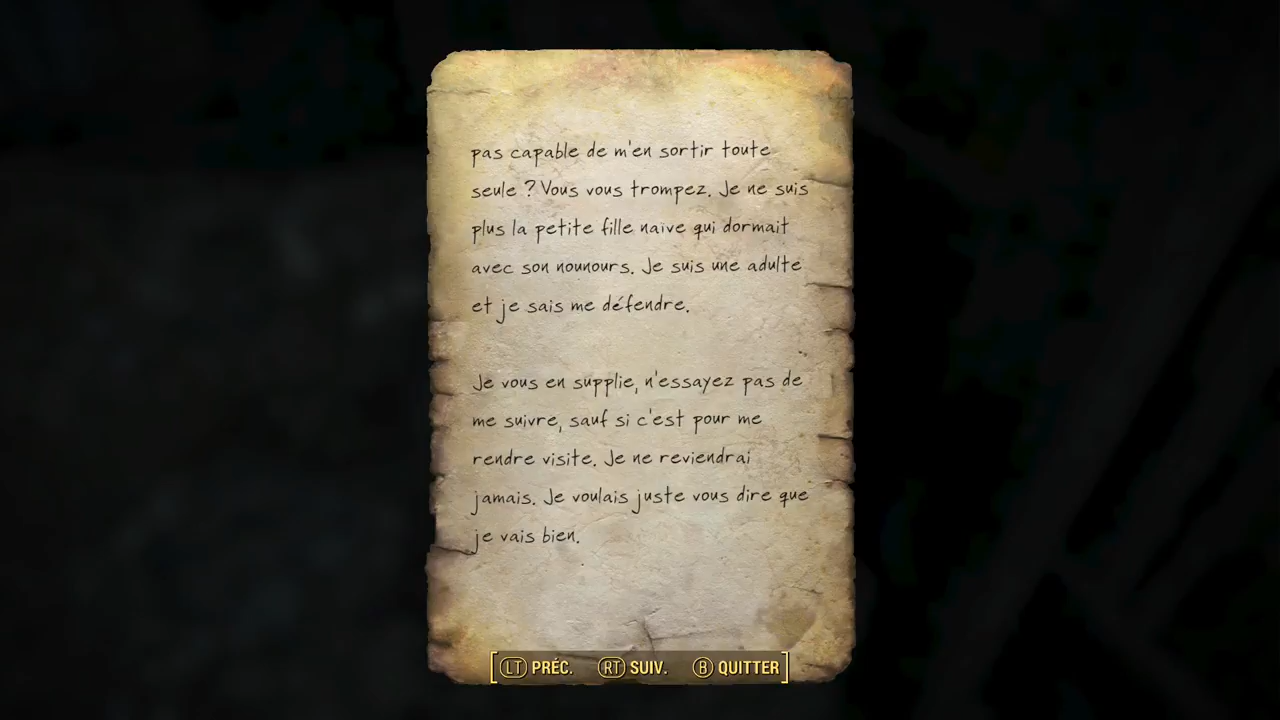 pas capable de m'en sortir toute
seule ? Vous vous trompez. Je ne suis
plus la petite fille naïve qui dormait
avec son nounours. Je suis une adulte
et je sais me défendre.
Je vous en supplie, n'essayez pas de
me suivre, sauf si c'est pour me
rendre visite. Je ne reviendrai
jamais. Je voulais juste vous dire que
je vais bien.
LT PRÉC. RT SUIV. B QUITTER